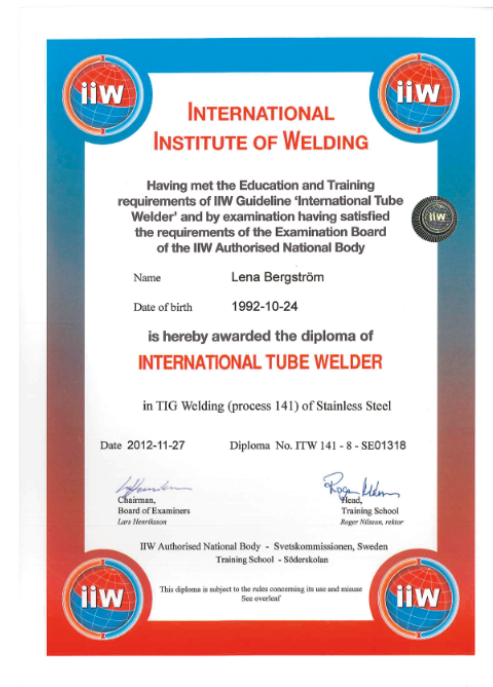 iiw
iiw
INTERNATIONAL
INSTITUTE OF WELDING
Having met the Education and Training
requirements of IIW Guideline 'International Tube
Welder' and by examination having satisfied
the requirements of the Examination Board
of the IIW Authorised National Body
iiw
Name Lena Bergström
Date of birth 1992-10-24
is hereby awarded the diploma of
INTERNATIONAL TUBE WELDER
in TIG Welding (process 141) of Stainless Steel
Date 2012-11-27 Diploma No. ITW 141 - 8 - SE01318
Chairman, Head,
Board of Examiners Training School
Lars Henriksson Roger Nilsson, rektor
IIW Authorised National Body - Svetskommissionen, Sweden
Training School - Söderskolan
This diploma is subject to the rules concerning its use and misuse
See overleaf
iiw
iiw